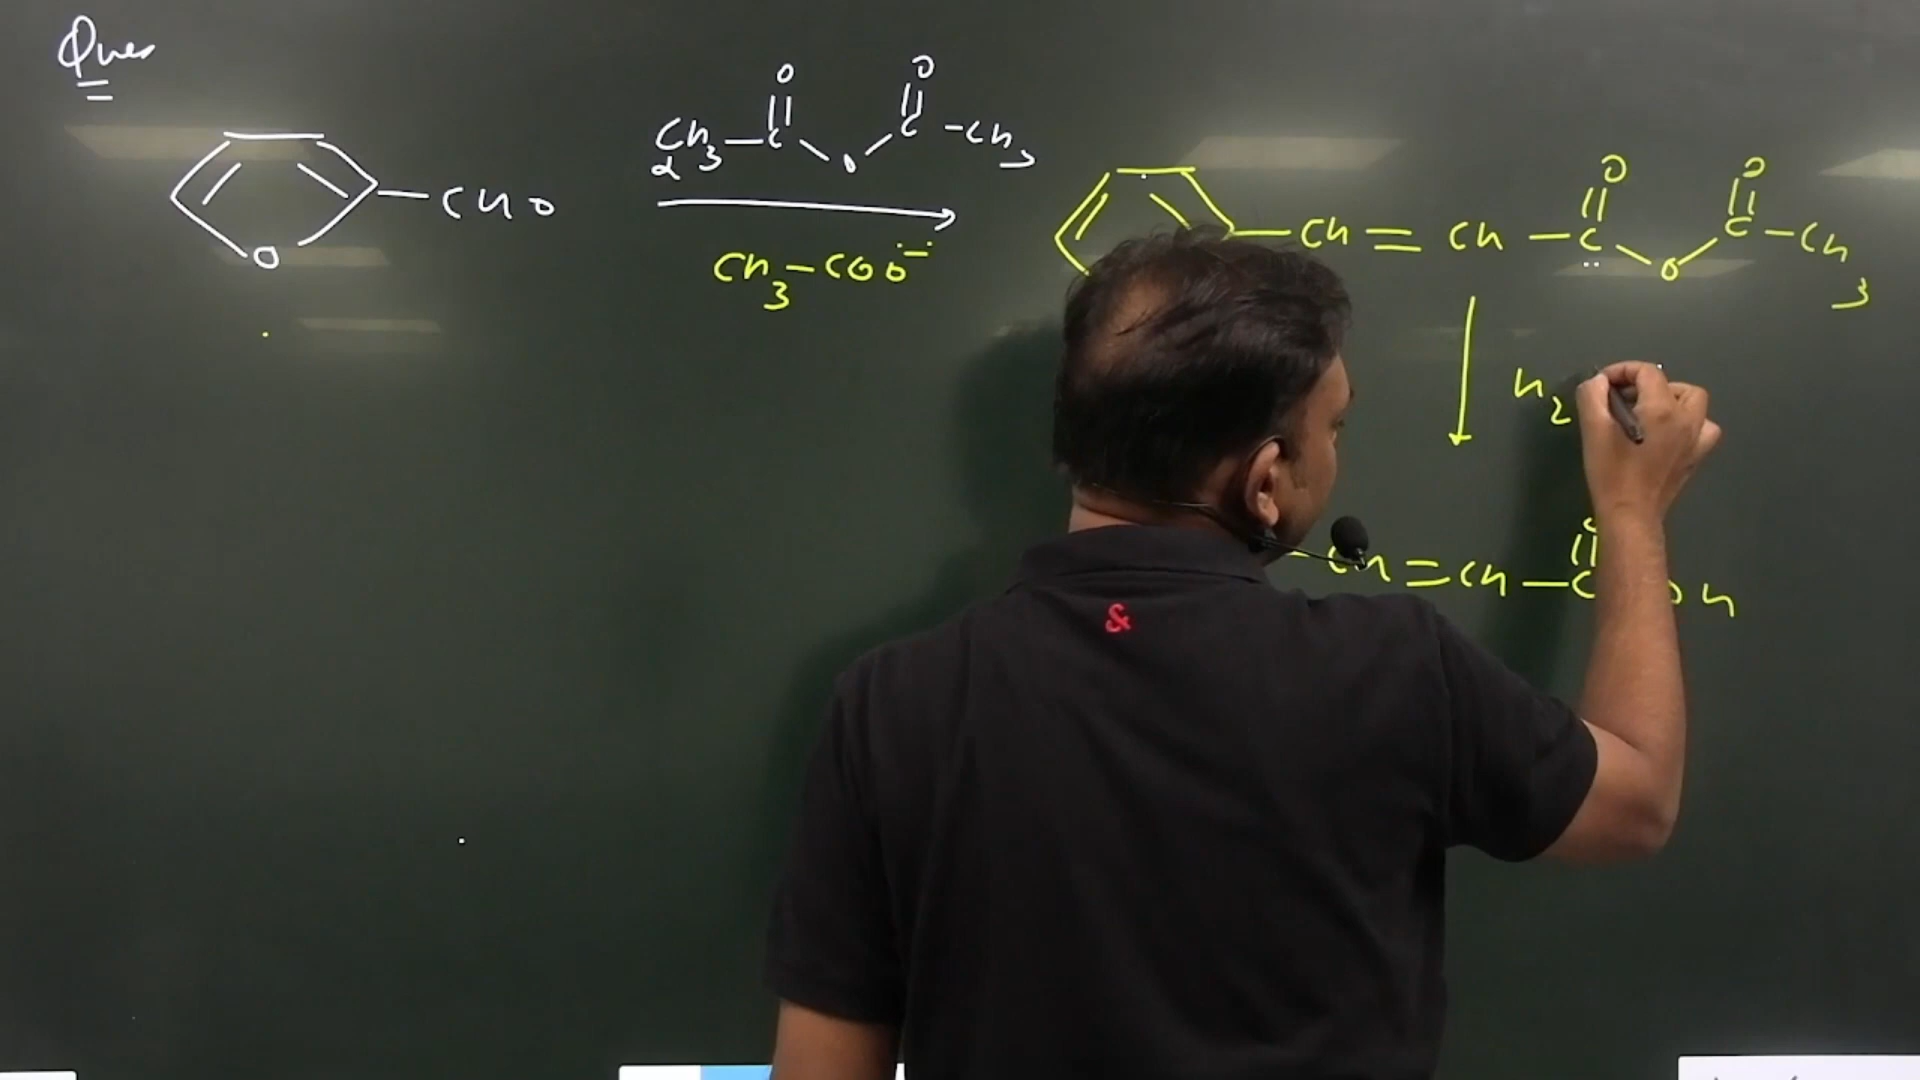 Ques
O O
CH3-C O C-CH3
α
CHO
O
CH3-COO:-
O O
CH=CH-C O C-CH3
H2
CH=CH-C OH
&